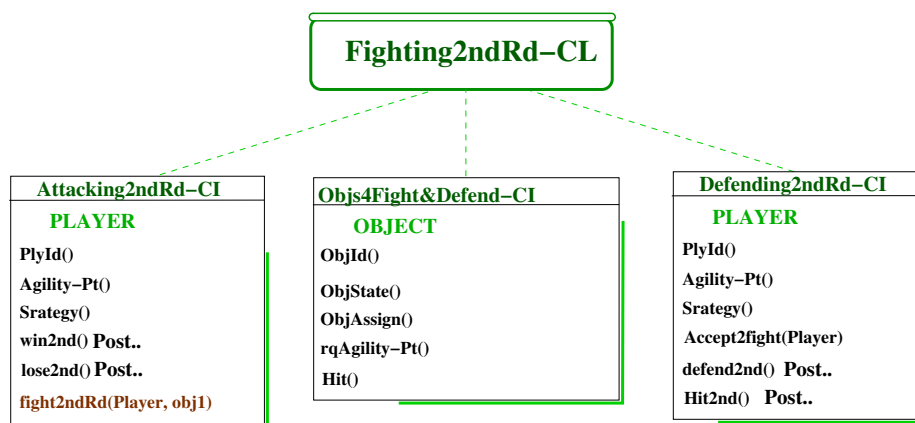 Fighting2ndRd−CL
Attacking2ndRd−CI
PLAYER
PlyId()
Agility−Pt()
Srategy()
win2nd() Post..
lose2nd() Post..
fight2ndRd(Player, obj1)
Objs4Fight&Defend−CI
OBJECT
ObjId()
ObjState()
ObjAssign()
rqAgility−Pt()
Hit()
Defending2ndRd−CI
PLAYER
PlyId()
Agility−Pt()
Srategy()
Accept2fight(Player)
defend2nd() Post..
Hit2nd() Post..